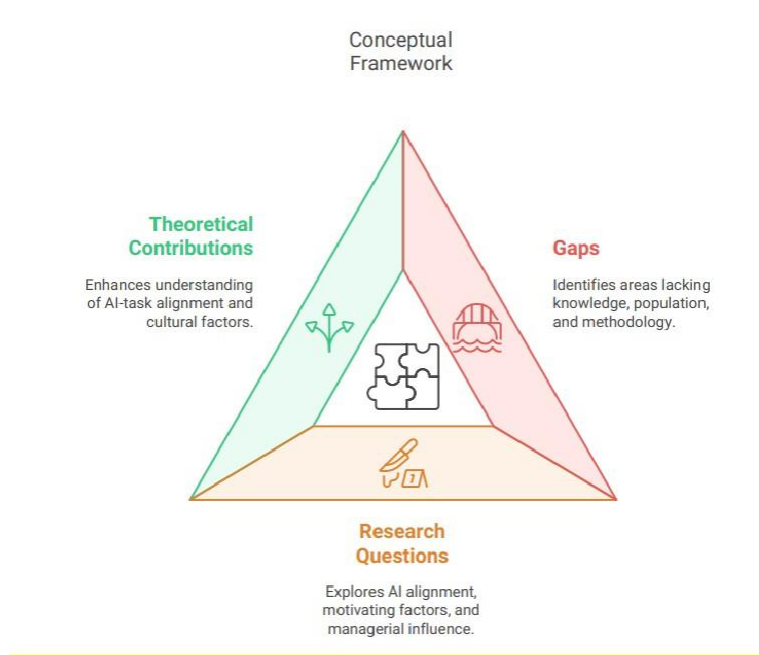 Conceptual
Framework
Theoretical
Contributions
Enhances understanding
of AI-task alignment and
cultural factors.
Gaps
Identifies areas lacking
knowledge, population,
and methodology.
1
Research
Questions
Explores AI alignment,
motivating factors, and
managerial influence.